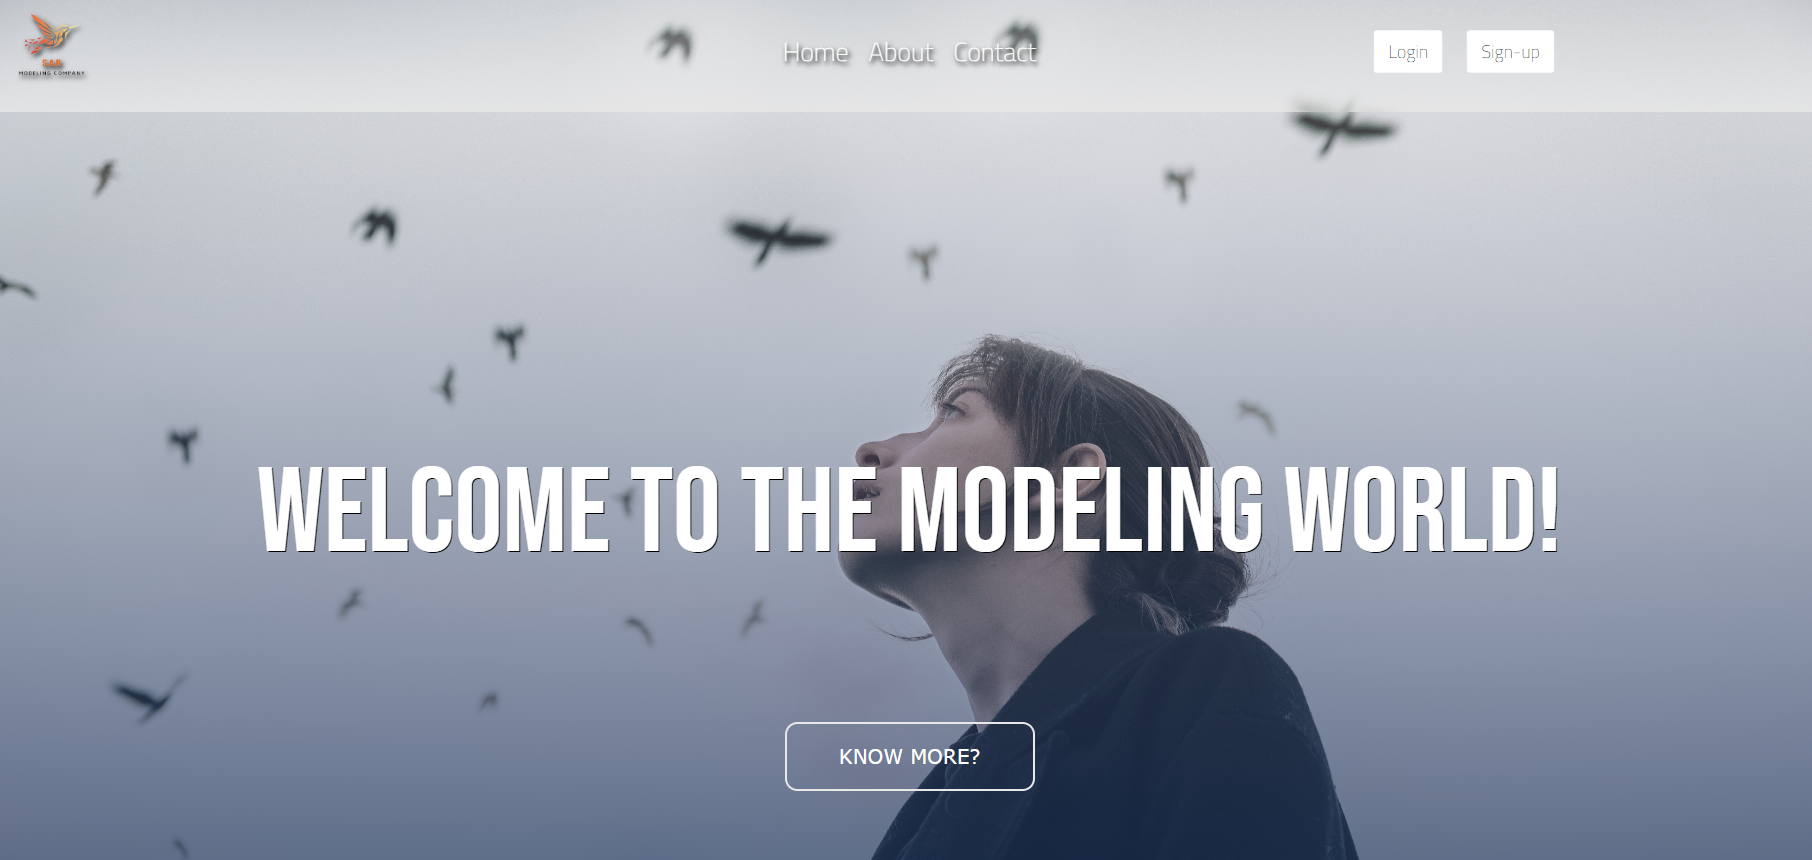 S&B
MODELING COMPANY
Home About Contact
Login Sign-up
WELCOME TO THE MODELING WORLD!
KNOW MORE?